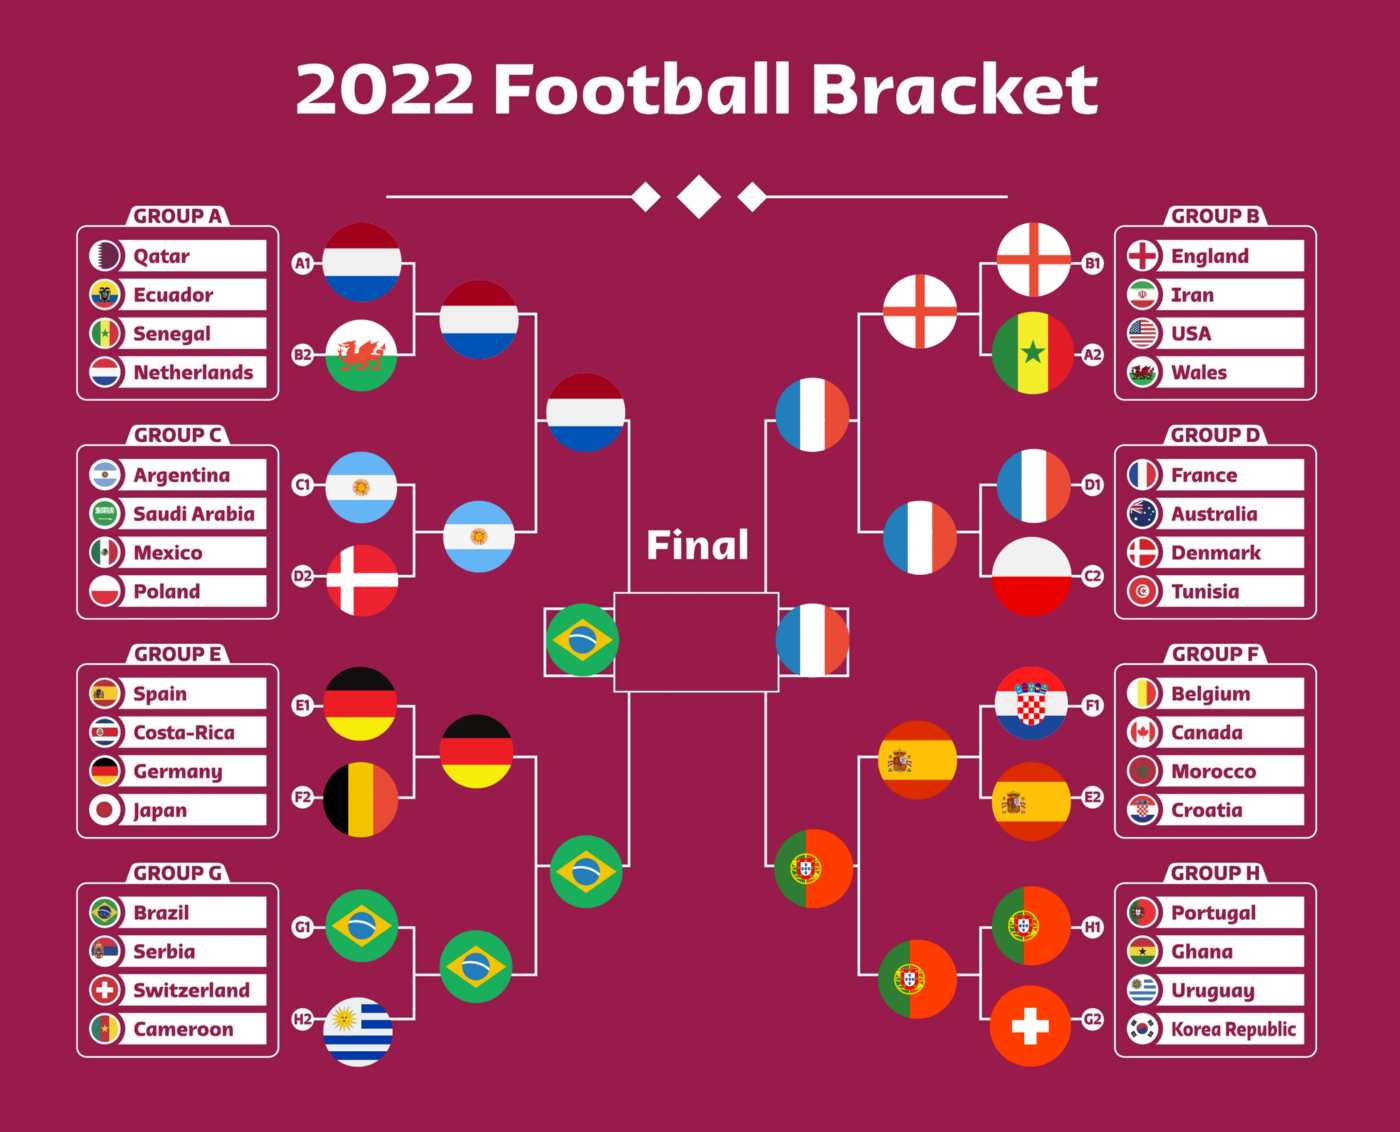 2022 Football Bracket
GROUP A
Qatar
Ecuador
Senegal
Netherlands
A1
B2
GROUP C
Argentina
Saudi Arabia
Mexico
Poland
C1
D2
GROUP E
Spain
Costa-Rica
Germany
Japan
E1
F2
GROUP G
Brazil
Serbia
Switzerland
Cameroon
G1
H2
Final
GROUP B
England
Iran
USA
Wales
B1
A2
GROUP D
France
Australia
Denmark
Tunisia
D1
C2
GROUP F
Belgium
Canada
Morocco
Croatia
F1
E2
GROUP H
Portugal
Ghana
Uruguay
Korea Republic
H1
G2